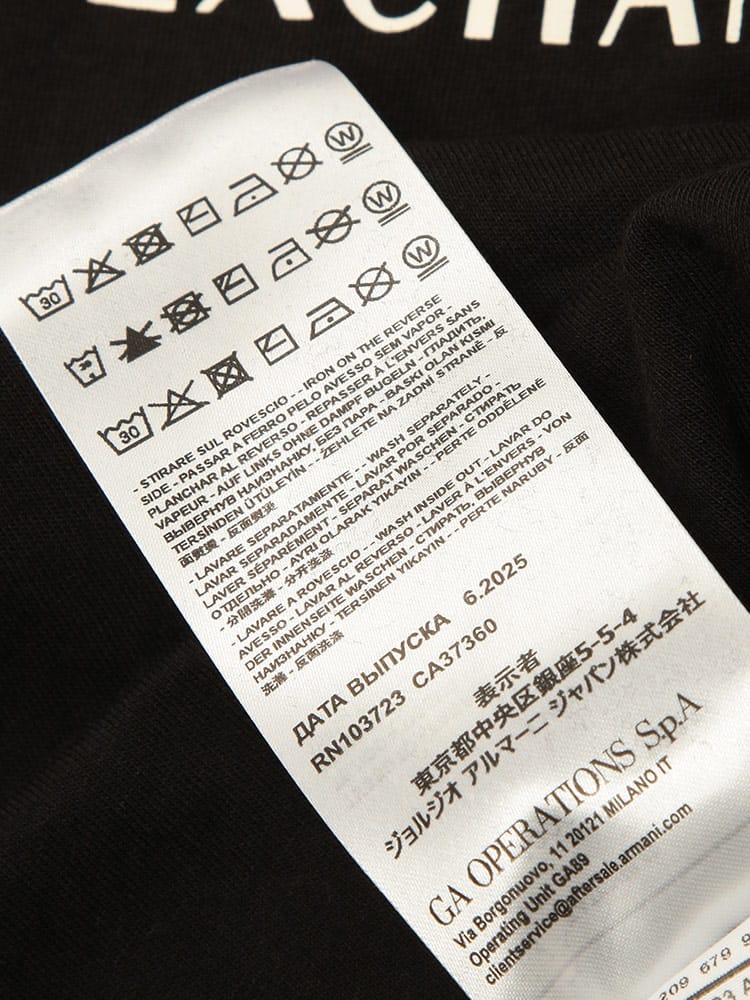 EXCHAN
30
30
- STIRARE SUL ROVESCIO - - IRON ON THE REVERSE
SIDE - PASSAR A FERRO PELO AVESSO SEM VAPOR -
PLANCHAR AL REVERSO - REPASSER À L'ENVERS SANS
VAPEUR - AUF LINKS OHNE DAMPF BUGELN - ГЛАДИТЬ,
ВЫВЕРНУВ НАИЗНАНКУ, БЕЗ ПАРА - BASKI OLAN KISMI
TERSİNDEN ÜTÜLEYİN - - ŽEHLETE NA ZADNÍ STRANĚ - 反
面熨燙 - 反面熨烫
- LAVARE SEPARATAMENTE - - WASH SEPARATELY -
LAVAR SEPARADAMENTE - LAVAR POR SEPARADO -
LAVER SÉPARÉMENT - SEPARAT WASCHEN - СТИРАТЬ
ОТДЕЛЬНО - AYRI OLARAK YIKAYIN - - PERTE ODDĚLENĚ
- 分開洗滌 - 分开洗涤
- LAVARE A ROVESCIO - - WASH INSIDE OUT - LAVAR DO
AVESSO - LAVAR AL REVERSO - LAVER À L'ENVERS - VON
DER INNENSEITE WASCHEN - СТИРАТЬ, ВЫВЕРНУВ
НАИЗНАНКУ - TERSİNDEN YIKAYIN - - PERTE NARUBY - 反面
洗滌 - 反面洗涤
ДАТА ВЫПУСКА 6.2025
RN103723 CA37360
表示者
東京都中央区銀座5-5-4
ジョルジオ アルマーニ ジャパン株式会社
GA OPERATIONS S.p.A
Via Borgonuovo, 11 20121 MILANO IT
Operating Unit GA89
clientservice@aftersale.armani.com